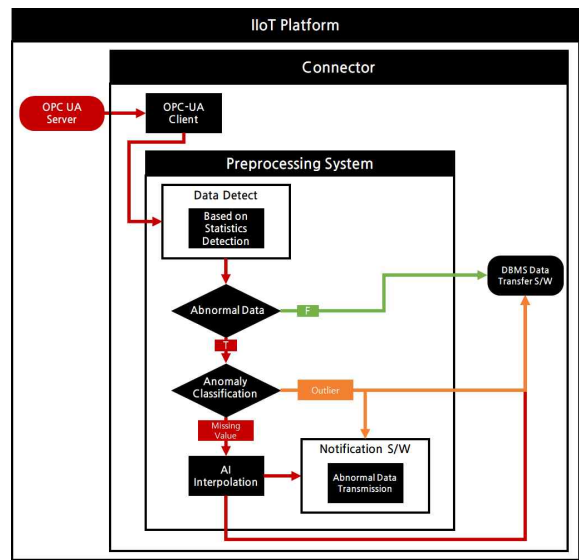 IIoT Platform
Connector
OPC UA
Server
OPC-UA
Client
Preprocessing System
Data Detect
Based on
Statistics
Detection
DBMS Data
Transfer S/W
Abnormal Data
F
T
Anomaly
Classification
Outlier
Missing
Value
Notification S/W
AI
Interpolation
Abnormal Data
Transmission